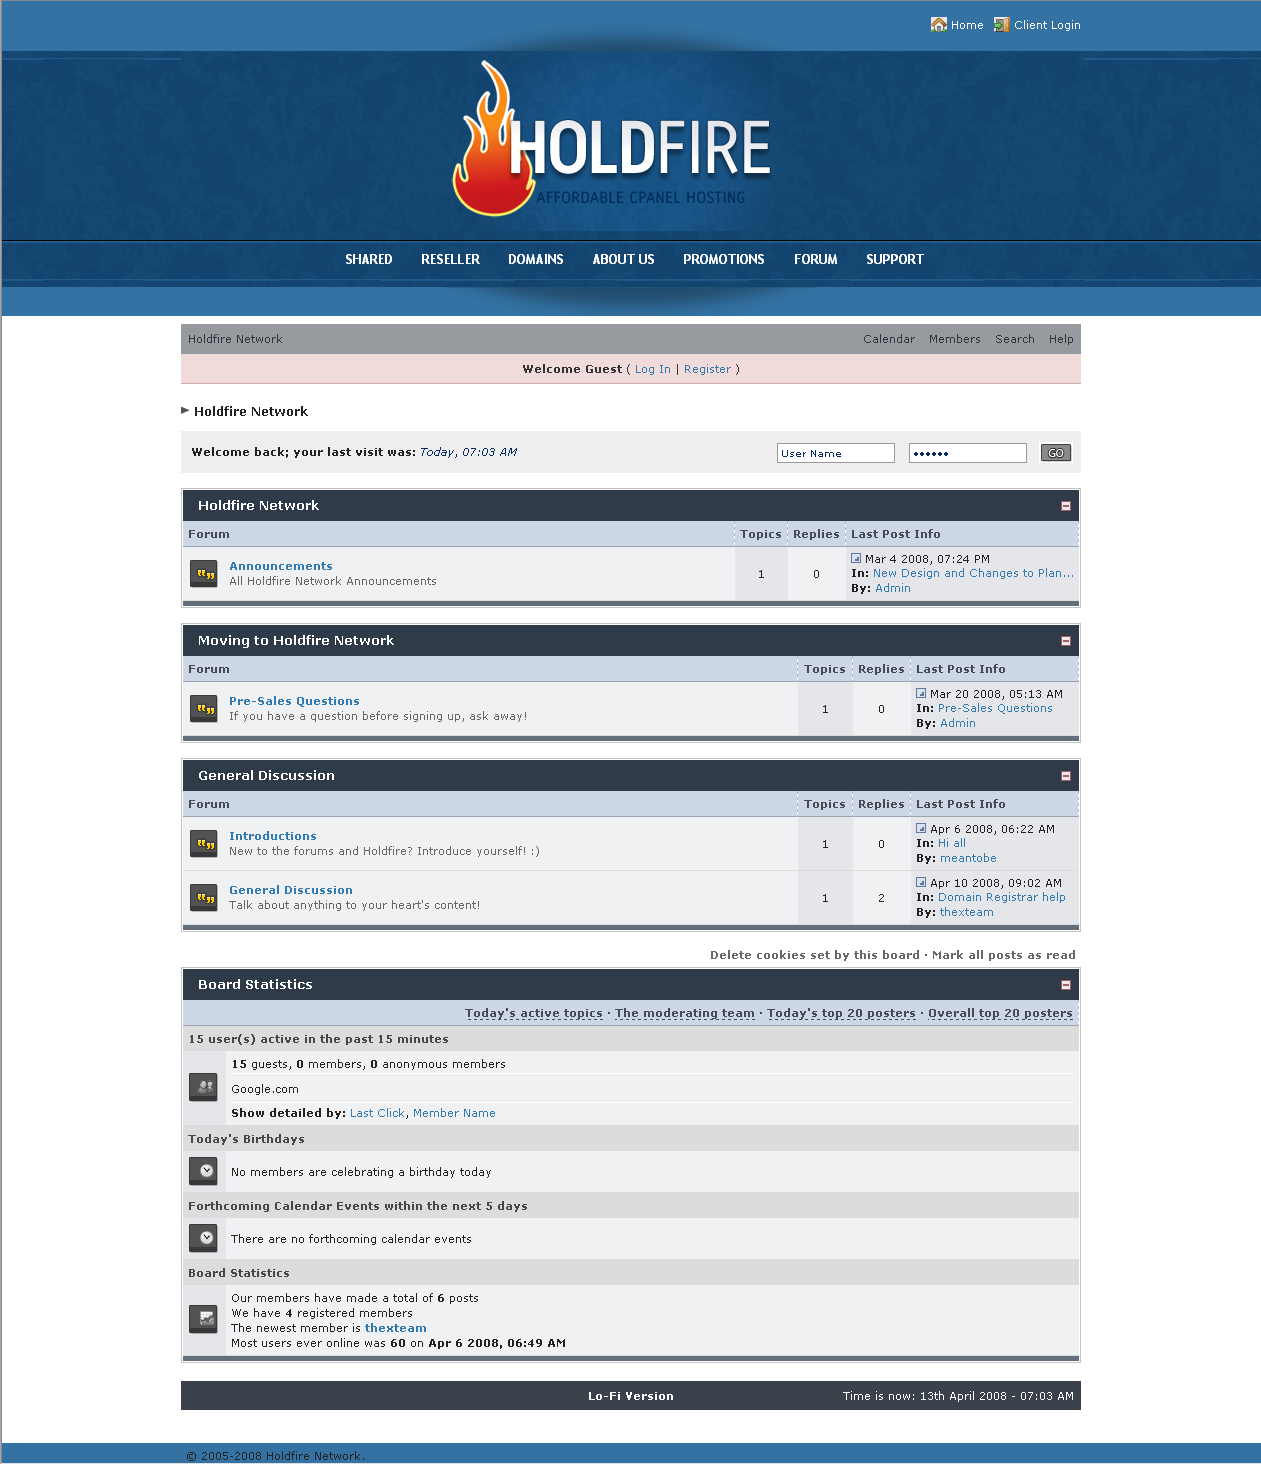 Home Client Login
HOLDFIRE
AFFORDABLE CPANEL HOSTING
SHARED RESELLER DOMAINS ABOUT US PROMOTIONS FORUM SUPPORT
Holdfire Network Calendar Members Search Help
Welcome Guest ( Log In | Register )
Holdfire Network
Welcome back; your last visit was: Today, 07:03 AM User Name •••••• GO
Holdfire Network
Forum Topics Replies Last Post Info
Announcements
All Holdfire Network Announcements
1 0
Mar 4 2008, 07:24 PM
In: New Design and Changes to Plan...
By: Admin
Moving to Holdfire Network
Forum Topics Replies Last Post Info
Pre-Sales Questions
If you have a question before signing up, ask away!
1 0
Mar 20 2008, 05:13 AM
In: Pre-Sales Questions
By: Admin
General Discussion
Forum Topics Replies Last Post Info
Introductions
New to the forums and Holdfire? Introduce yourself! :)
1 0
Apr 6 2008, 06:22 AM
In: Hi all
By: meantobe
General Discussion
Talk about anything to your heart's content!
1 2
Apr 10 2008, 09:02 AM
In: Domain Registrar help
By: thexteam
Delete cookies set by this board · Mark all posts as read
Board Statistics
Today's active topics · The moderating team · Today's top 20 posters · Overall top 20 posters
15 user(s) active in the past 15 minutes
15 guests, 0 members, 0 anonymous members
Google.com
Show detailed by: Last Click, Member Name
Today's Birthdays
No members are celebrating a birthday today
Forthcoming Calendar Events within the next 5 days
There are no forthcoming calendar events
Board Statistics
Our members have made a total of 6 posts
We have 4 registered members
The newest member is thexteam
Most users ever online was 60 on Apr 6 2008, 06:49 AM
Lo-Fi Version Time is now: 13th April 2008 - 07:03 AM
© 2005-2008 Holdfire Network.